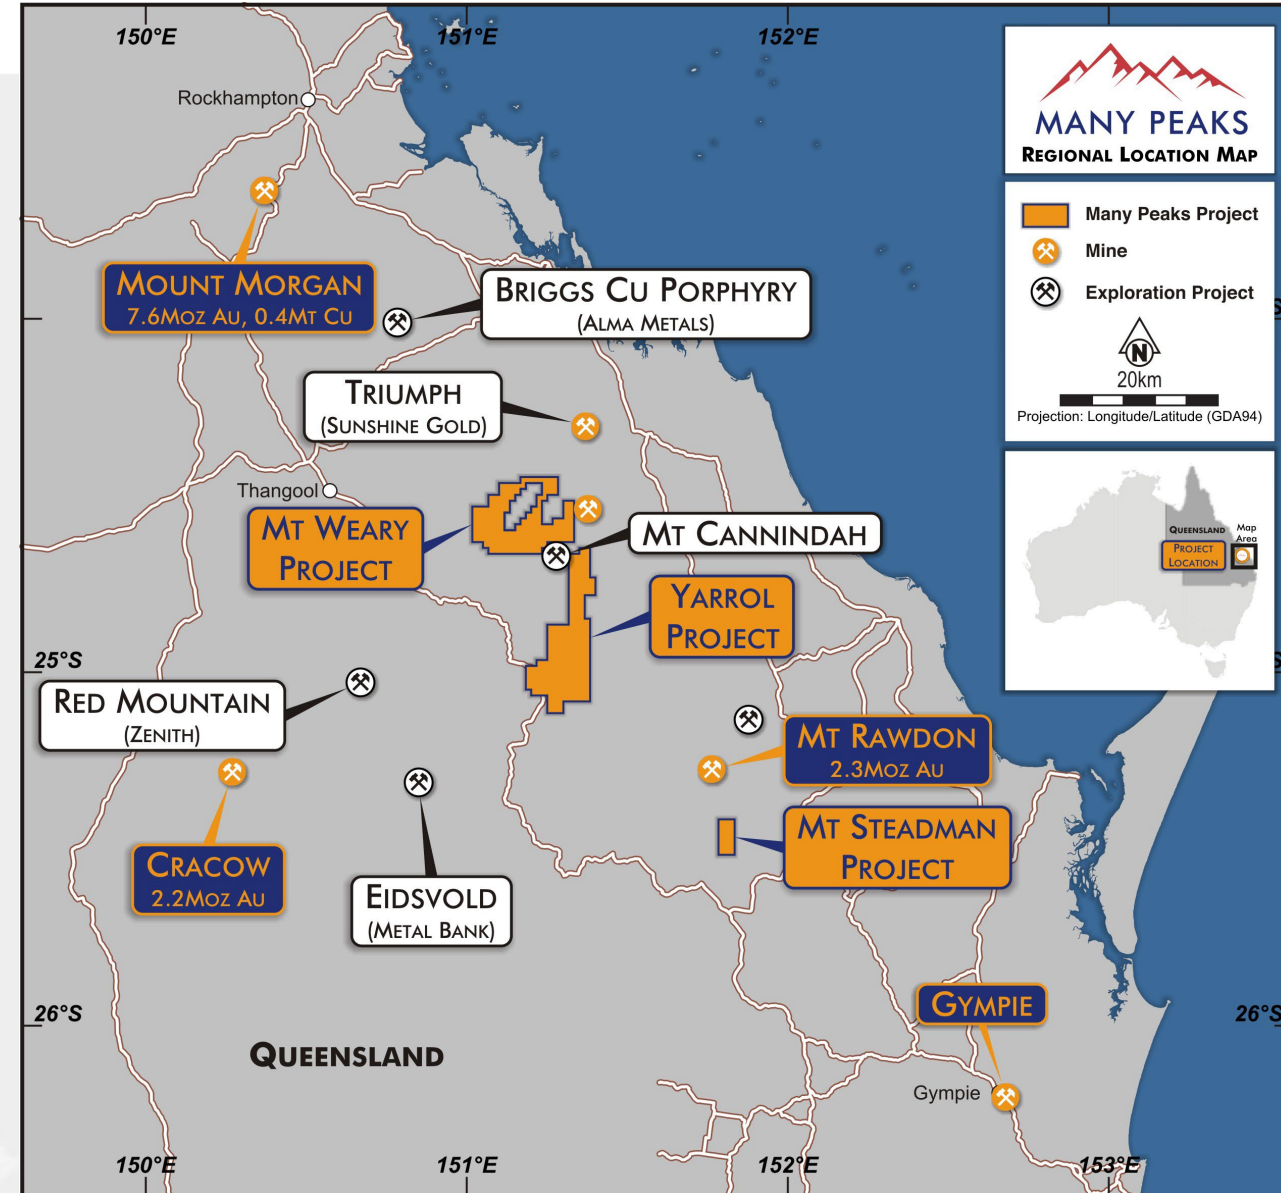 150°E
151°E
152°E
MANY PEAKS
REGIONAL LOCATION MAP
Rockhampton
Many Peaks Project
Mine
Exploration Project
N
20km
Projection: Longitude/Latitude (GDA94)
MOUNT MORGAN
7.6MOZ AU, 0.4MT CU
BRIGGS CU PORPHYRY
(ALMA METALS)
TRIUMPH
(SUNSHINE GOLD)
Thangool
MT WEARY
PROJECT
MT CANNINDAH
QUEENSLAND
Map
Area
PROJECT
LOCATION
YARROL
PROJECT
25°S
RED MOUNTAIN
(ZENITH)
MT RAWDON
2.3MOZ AU
MT STEADMAN
PROJECT
CRACOW
2.2MOZ AU
EIDSVOLD
(METAL BANK)
26°S
26°S
GYMPIE
QUEENSLAND
Gympie
150°E
151°E
152°E
153°E